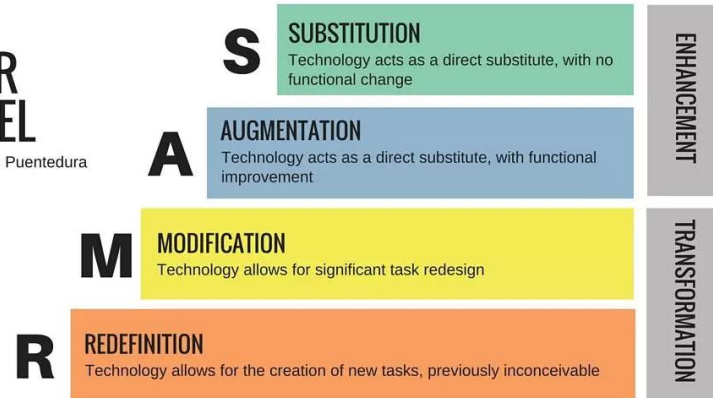 R
EL
Puentedura
S
SUBSTITUTION
Technology acts as a direct substitute, with no
functional change
A
AUGMENTATION
Technology acts as a direct substitute, with functional
improvement
M
MODIFICATION
Technology allows for significant task redesign
R
REDEFINITION
Technology allows for the creation of new tasks, previously inconceivable
ENHANCEMENT
TRANSFORMATION